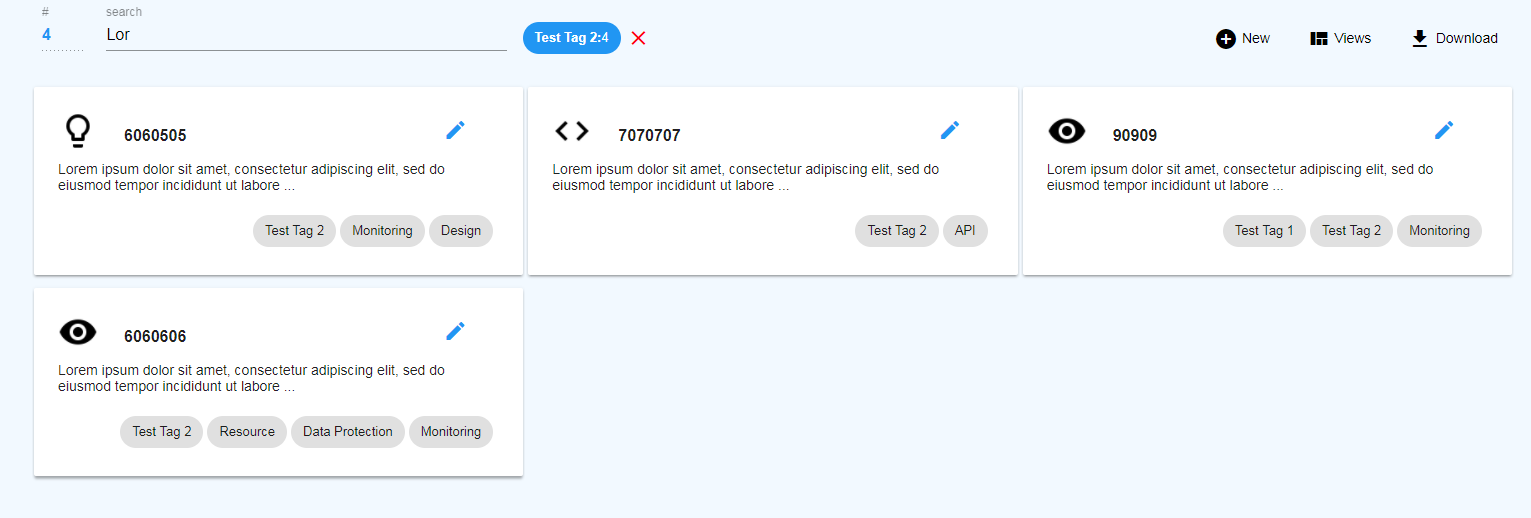 # search
4 Lor Test Tag 2:4 New Views Download
6060505
Lorem ipsum dolor sit amet, consectetur adipiscing elit, sed do
eiusmod tempor incididunt ut labore ...
Test Tag 2 Monitoring Design
7070707
Lorem ipsum dolor sit amet, consectetur adipiscing elit, sed do
eiusmod tempor incididunt ut labore ...
Test Tag 2 API
90909
Lorem ipsum dolor sit amet, consectetur adipiscing elit, sed do
eiusmod tempor incididunt ut labore ...
Test Tag 1 Test Tag 2 Monitoring
6060606
Lorem ipsum dolor sit amet, consectetur adipiscing elit, sed do
eiusmod tempor incididunt ut labore ...
Test Tag 2 Resource Data Protection Monitoring